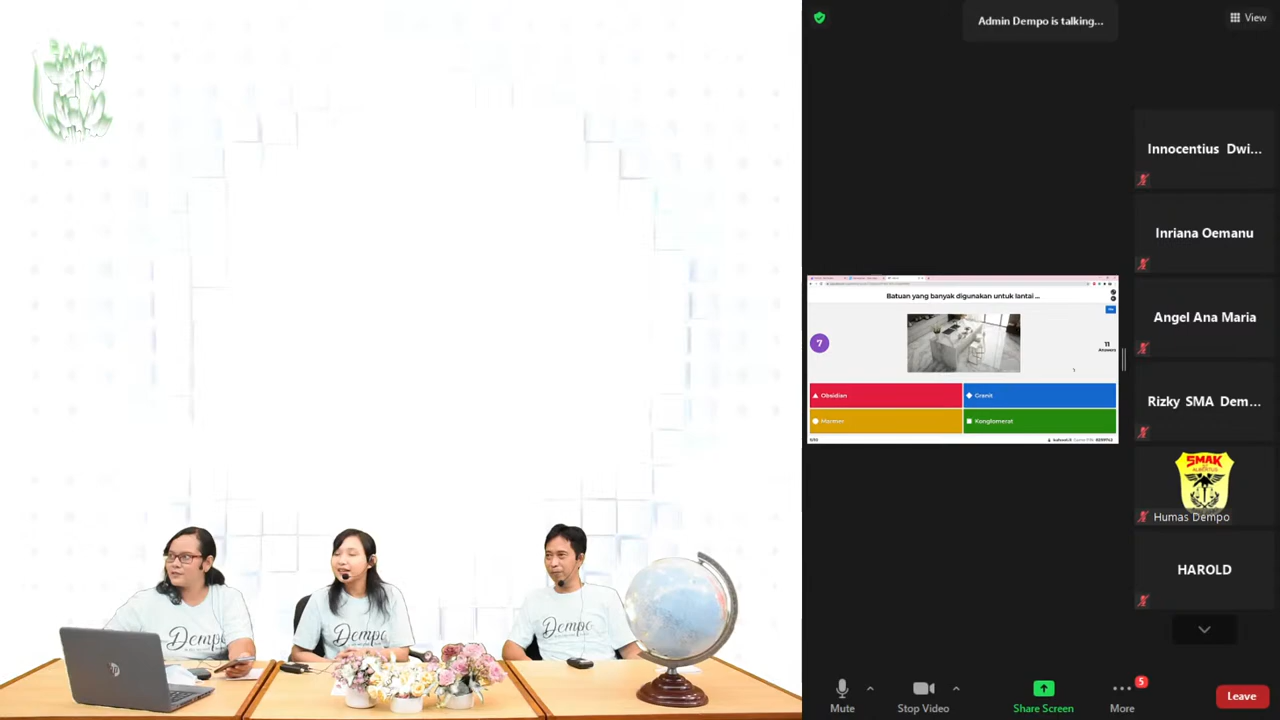 Admin Dempo is talking...
View
Innocentius Dwi...
Inriana Oemanu
Angel Ana Maria
Rizky SMA Dem...
SMAK
Humas Dempo
HAROLD
Batuan yang banyak digunakan untuk lantai ...
7
11
Answers
Obsidian
Granit
Marmer
Konglomerat
Dempo
Dempo
Dempo
hp
Mute
Stop Video
Share Screen
5
More
Leave